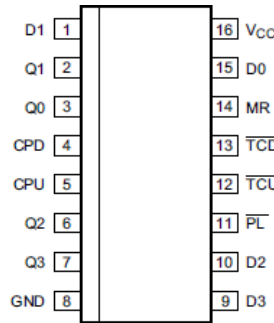 D1 1 16 VCC
Q1 2 15 D0
Q0 3 14 MR
CPD 4 13 TCD
CPU 5 12 TCU
Q2 6 11 PL
Q3 7 10 D2
GND 8 9 D3